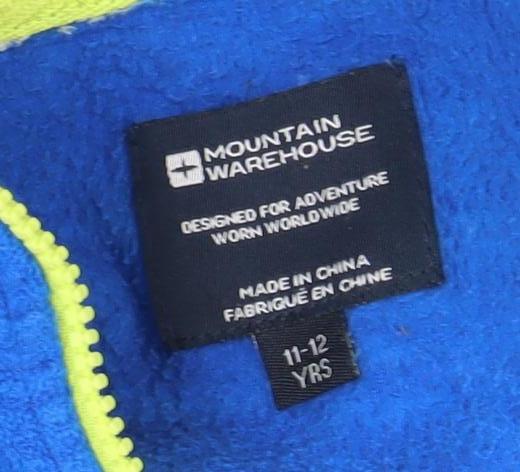 MOUNTAIN
WAREHOUSE
DESIGNED FOR ADVENTURE
WORN WORLDWIDE
MADE IN CHINA
FABRIQUÉ EN CHINE
11-12
YRS